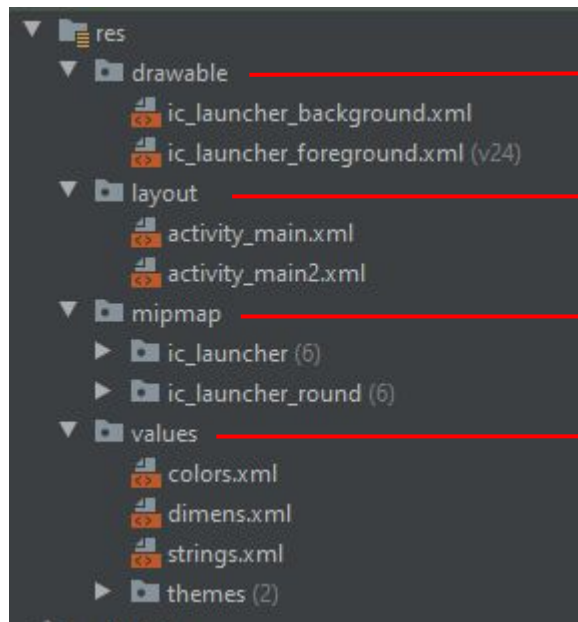 res
drawable
ic_launcher_background.xml
ic_launcher_foreground.xml (v24)
layout
activity_main.xml
activity_main2.xml
mipmap
ic_launcher (6)
ic_launcher_round (6)
values
colors.xml
dimens.xml
strings.xml
themes (2)